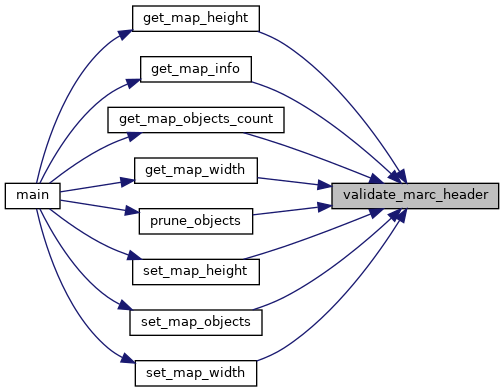 get_map_height
get_map_info
get_map_objects_count
get_map_width
main
validate_marc_header
prune_objects
set_map_height
set_map_objects
set_map_width